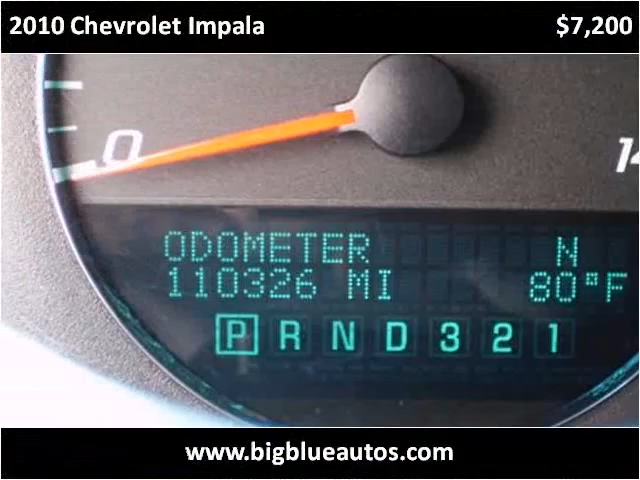 2010 Chevrolet Impala $7,200
0
14
ODOMETER N
110326 MI 80°F
P R N D 3 2 1
www.bigblueautos.com